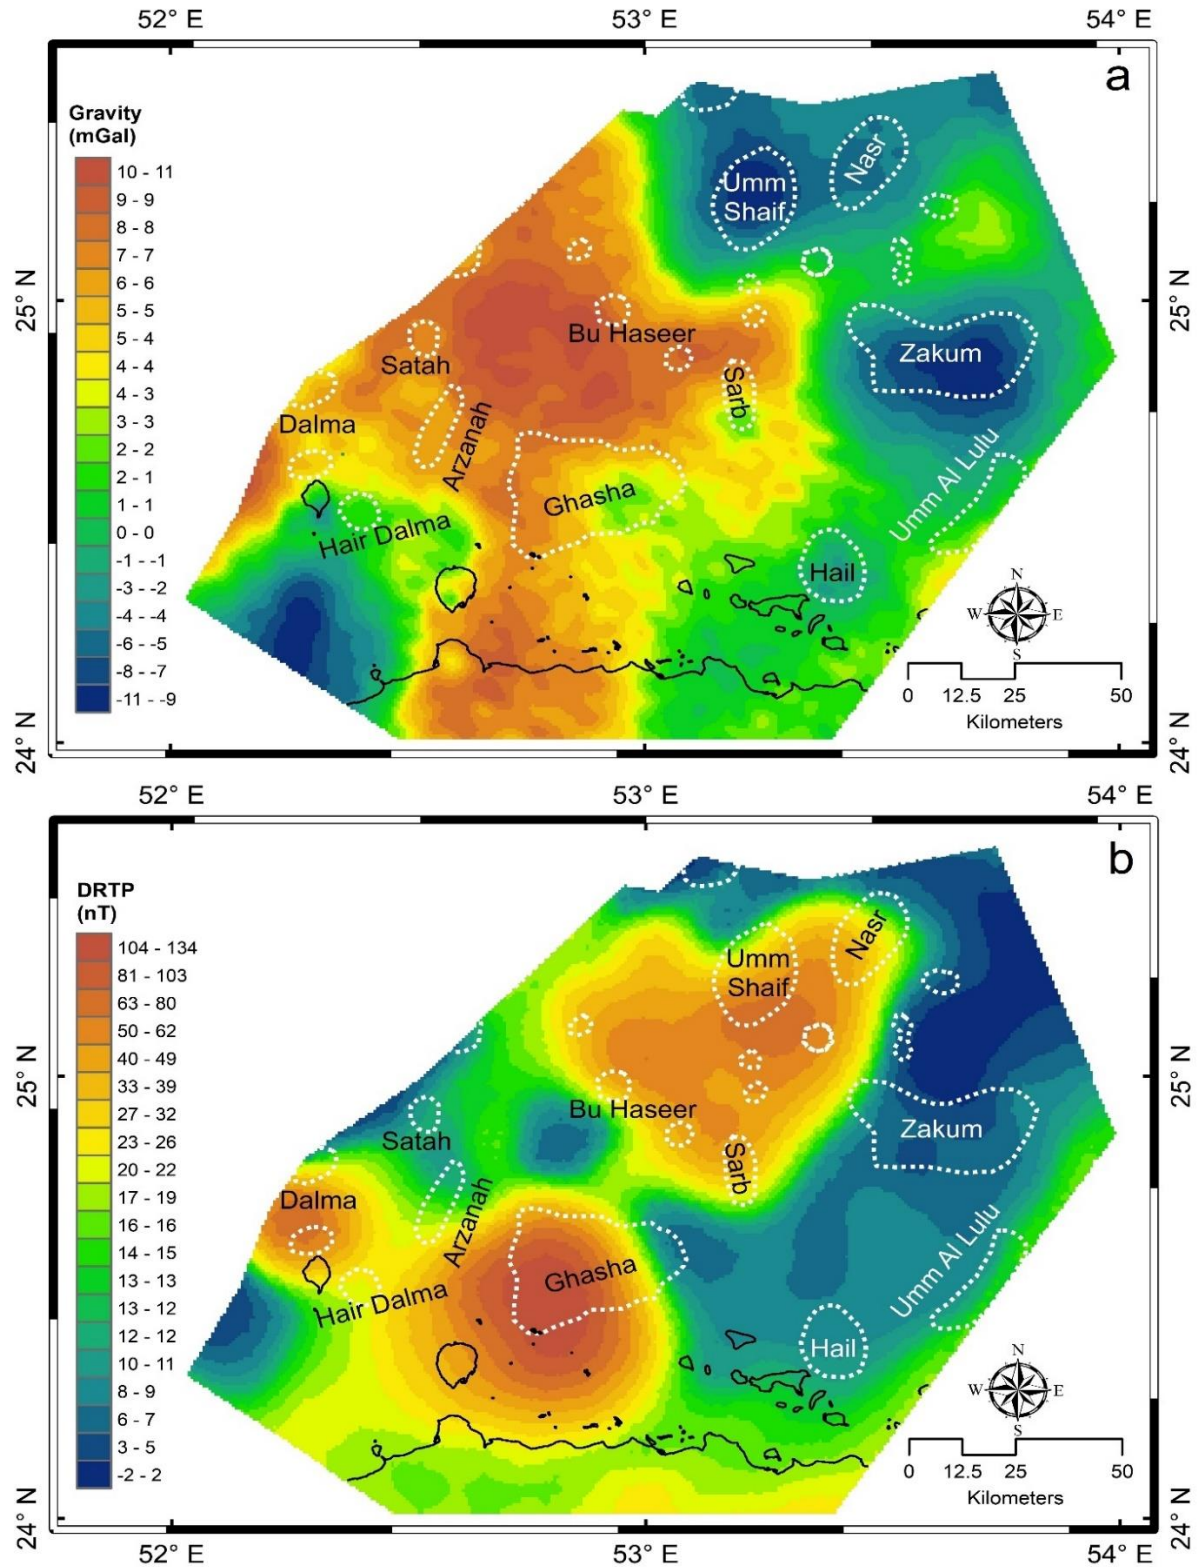 52° E 53° E 54° E
a
Gravity
(mGal)
10 - 11
9 - 9
8 - 8
7 - 7
6 - 6
5 - 5
5 - 4
4 - 4
4 - 3
3 - 3
2 - 2
2 - 1
1 - 1
0 - 0
-1 - -1
-3 - -2
-4 - -4
-6 - -5
-8 - -7
-11 - -9
Umm
Shaif
Nasr
Bu Haseer
Zakum
Satah
Sarb
Dalma
Arzanah
Umm Al Lulu
Ghasha
Hair Dalma
Hail
N
W E
S
0 12.5 25 50
Kilometers
25° N 25° N
24° N 24° N
52° E 53° E 54° E
b
DRTP
(nT)
104 - 134
81 - 103
63 - 80
50 - 62
40 - 49
33 - 39
27 - 32
23 - 26
20 - 22
17 - 19
16 - 16
14 - 15
13 - 13
13 - 12
12 - 12
10 - 11
8 - 9
6 - 7
3 - 5
-2 - 2
Umm
Shaif
Nasr
Bu Haseer
Zakum
Satah
Sarb
Dalma
Arzanah
Umm Al Lulu
Ghasha
Hair Dalma
Hail
N
W E
S
0 12.5 25 50
Kilometers
25° N 25° N
24° N 24° N
52° E 53° E 54° E